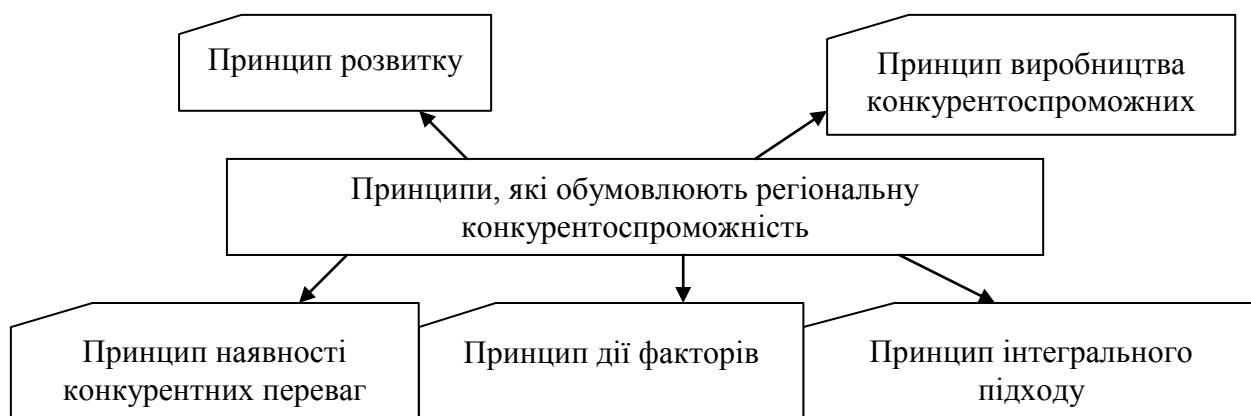 Принцип розвитку
Принцип виробництва
конкурентоспроможних
Принципи, які обумовлюють регіональну
конкурентоспроможність
Принцип наявності
конкурентних переваг
Принцип дії факторів
Принцип інтегрального
підходу